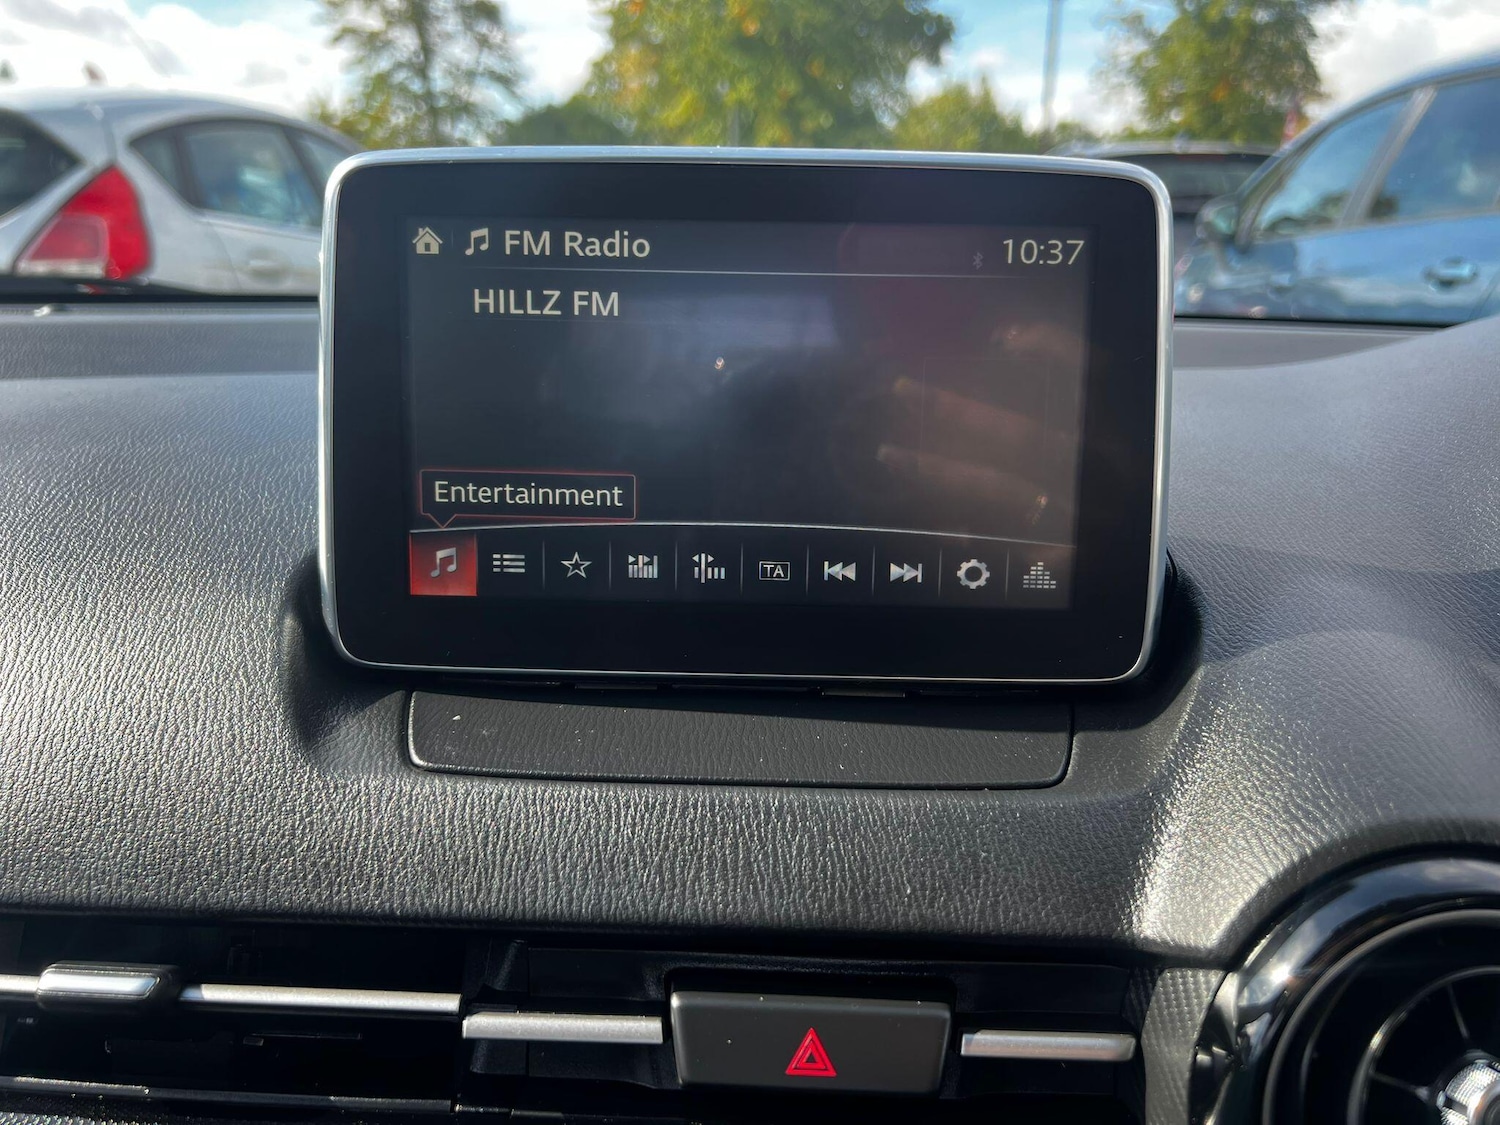 FM Radio
10:37
HILLZ FM
Entertainment
TA